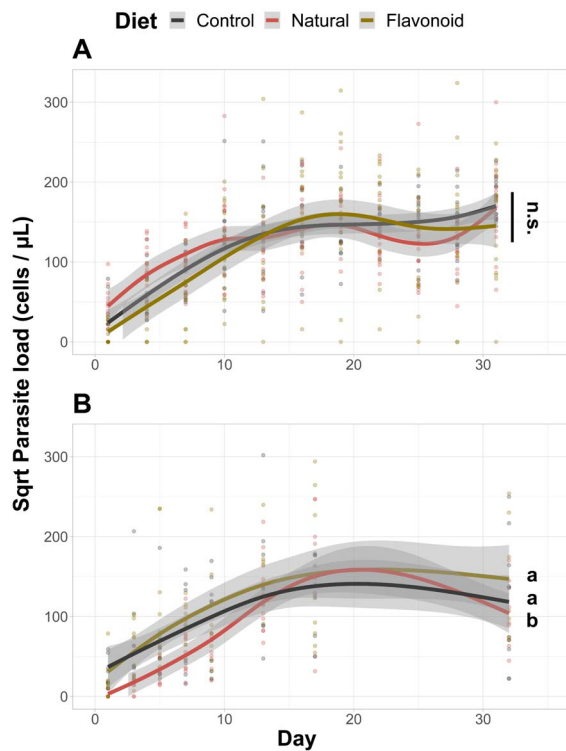 Diet Control Natural Flavonoid
A
300
200
100
0
n.s.
0 10 20 30
Sqrt Parasite load (cells / µL)
B
300
200
100
0
a
a
b
0 10 20 30
Day